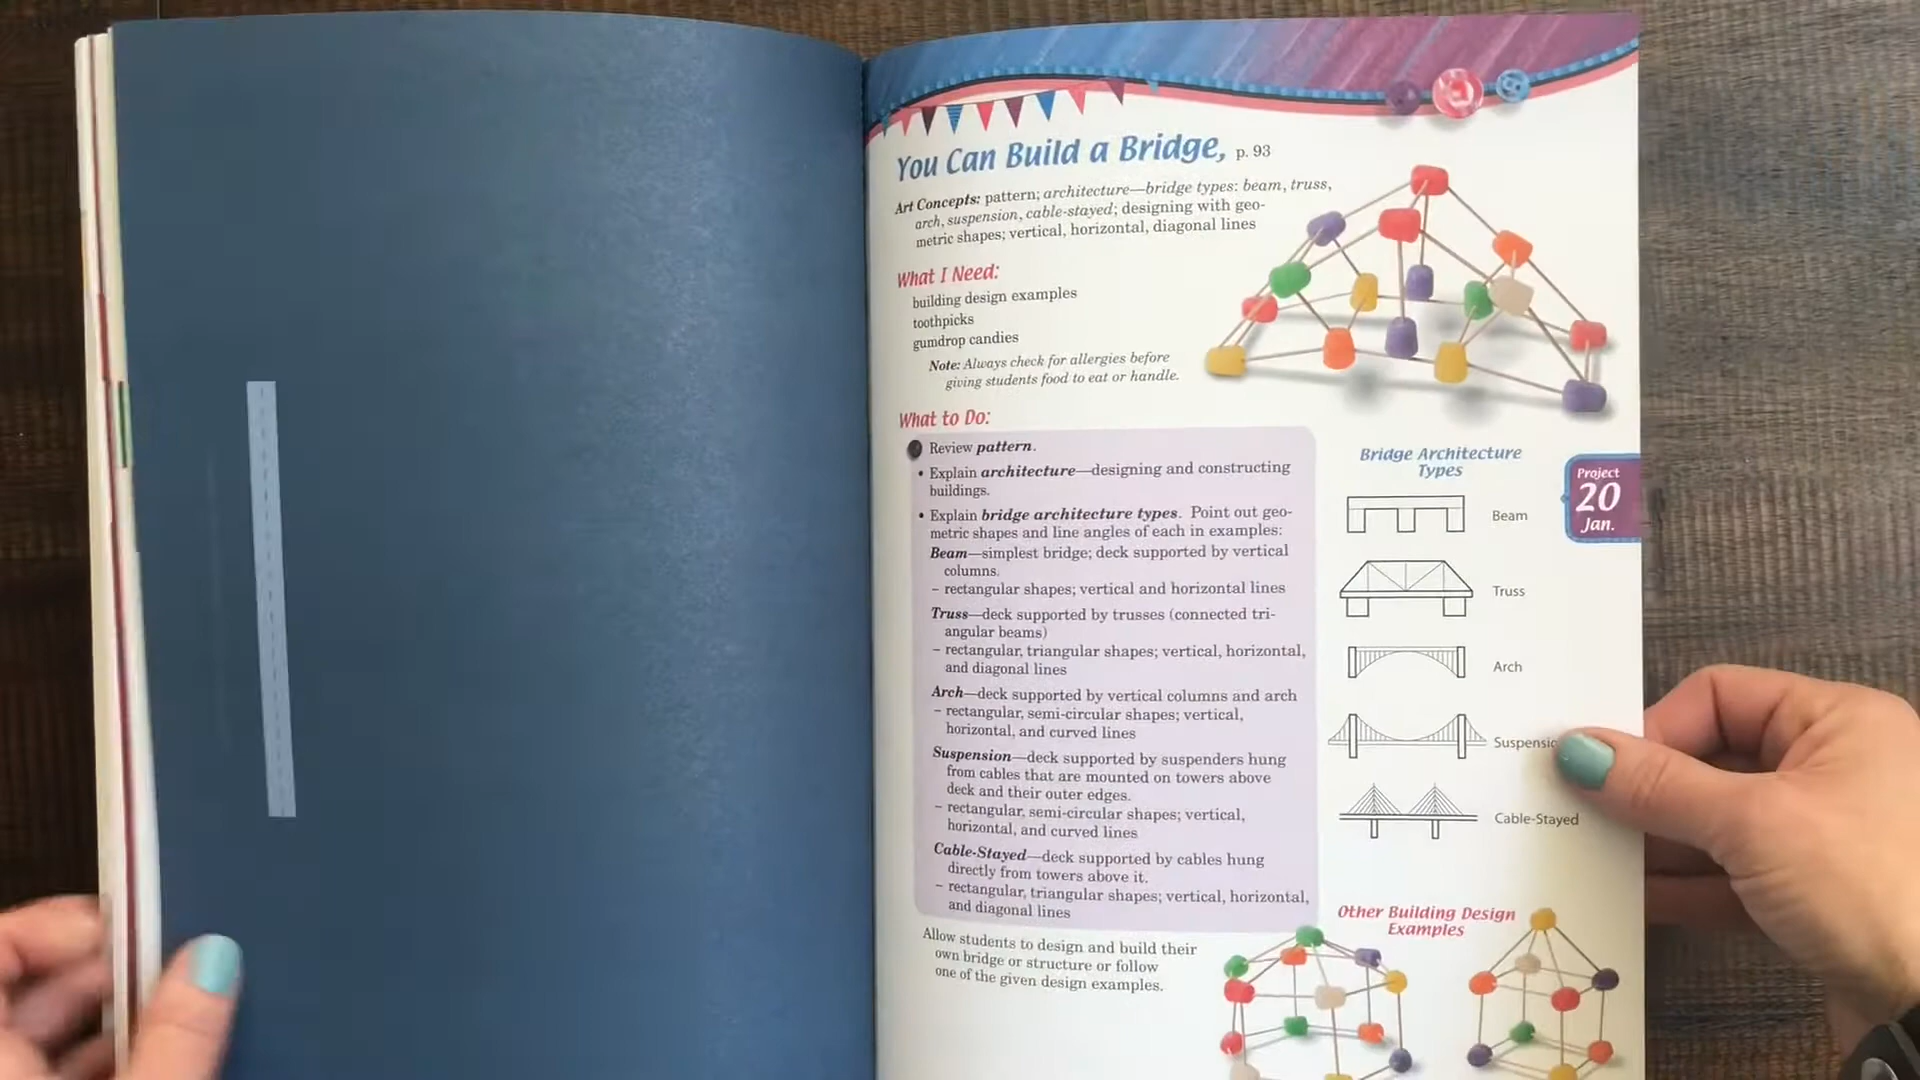 You Can Build a Bridge, p. 93
Art Concepts: pattern; architecture—bridge types: beam, truss,
arch, suspension, cable-stayed; designing with geo-
metric shapes; vertical, horizontal, diagonal lines
What I Need:
building design examples
toothpicks
gumdrop candies
Note: Always check for allergies before
giving students food to eat or handle.
What to Do:
Review pattern.
• Explain architecture—designing and constructing
buildings.
• Explain bridge architecture types. Point out geo-
metric shapes and line angles of each in examples:
Beam—simplest bridge; deck supported by vertical
columns.
– rectangular shapes; vertical and horizontal lines
Truss—deck supported by trusses (connected tri-
angular beams)
– rectangular, triangular shapes; vertical, horizontal,
and diagonal lines
Arch—deck supported by vertical columns and arch
– rectangular, semi-circular shapes; vertical,
horizontal, and curved lines
Suspension—deck supported by suspenders hung
from cables that are mounted on towers above
deck and their outer edges.
– rectangular, semi-circular shapes; vertical,
horizontal, and curved lines
Cable-Stayed—deck supported by cables hung
directly from towers above it.
– rectangular, triangular shapes; vertical, horizontal,
and diagonal lines
Allow students to design and build their
own bridge or structure or follow
one of the given design examples.
Bridge Architecture
Types
Beam
Truss
Arch
Suspensio
Cable-Stayed
Project
20
Jan.
Other Building Design
Examples